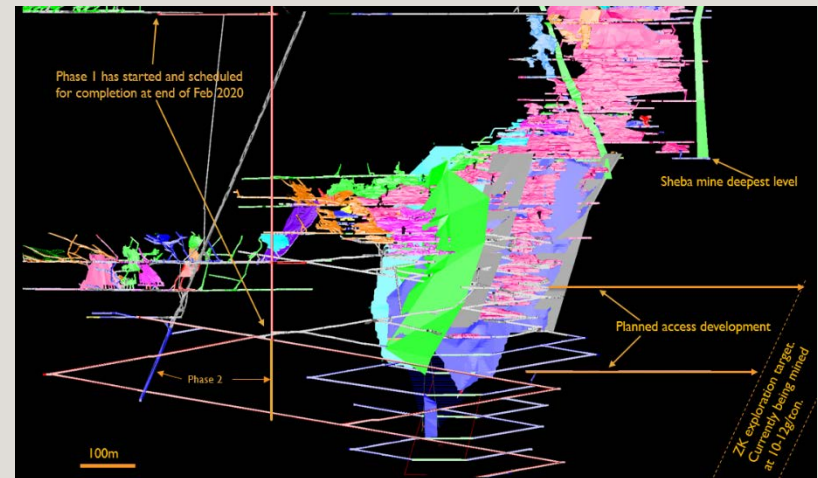 Phase 1 has started and scheduled
for completion at end of Feb 2020
Sheba mine deepest level
Planned access development
Phase 2
ZK exploration target.
Currently being mined
at 10-12g/ton.
100m